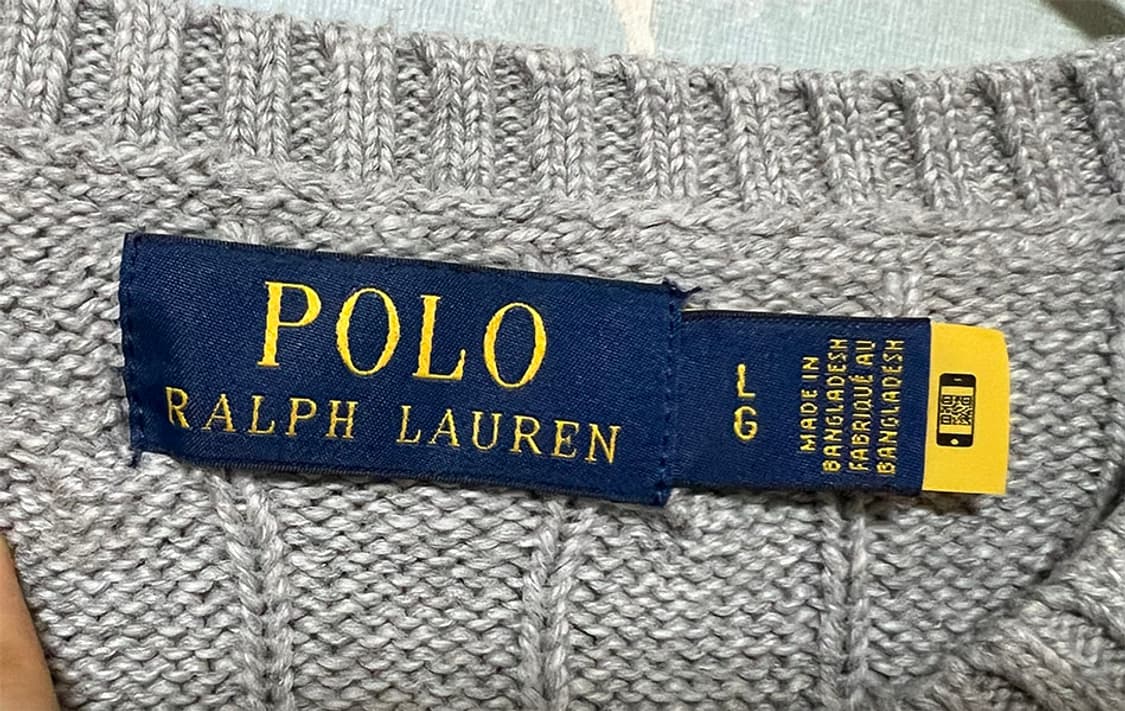 POLO
RALPH LAUREN
L
G
MADE IN
BANGLADESH
FABRIQUÉ AU
BANGLADESH